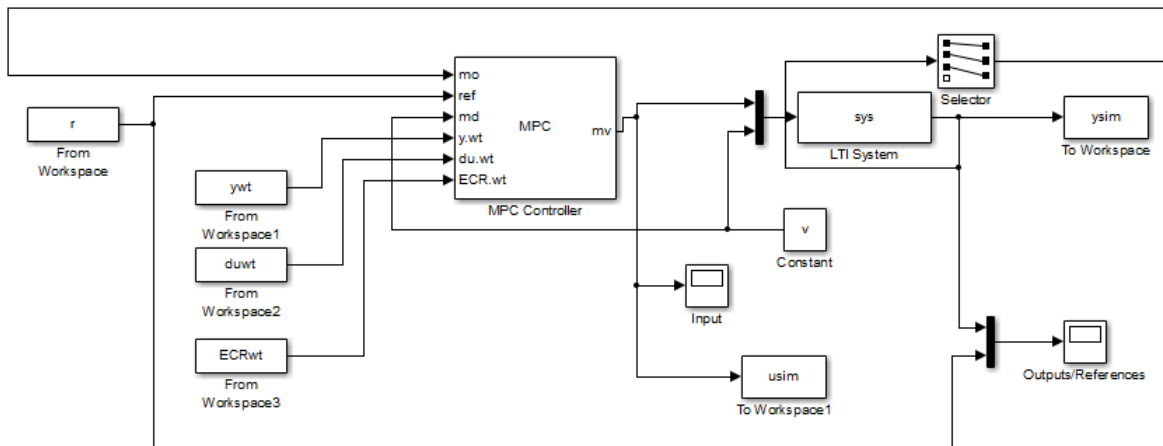 mo
ref
md
y.wt
du.wt
ECR.wt
MPC
mv
MPC Controller
r
From
Workspace
ywt
From
Workspace1
duwt
From
Workspace2
ECRwt
From
Workspace3
Selector
sys
LTI System
ysim
To Workspace
v
Constant
Input
usim
To Workspace1
Outputs/References